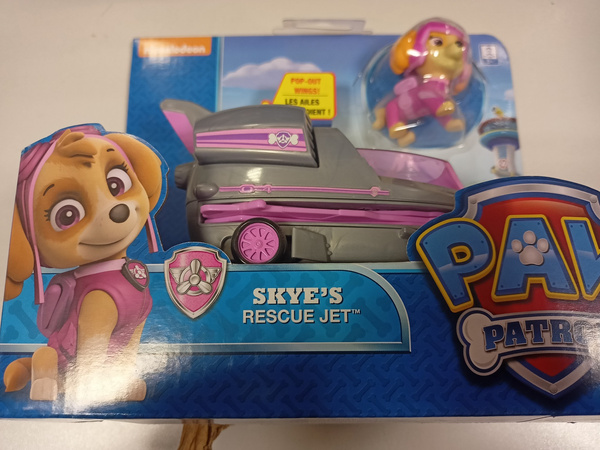 nickelodeon
POP-OUT
WINGS!
LES AILES
SKYE'S
RESCUE JET™
PAW
PATRO